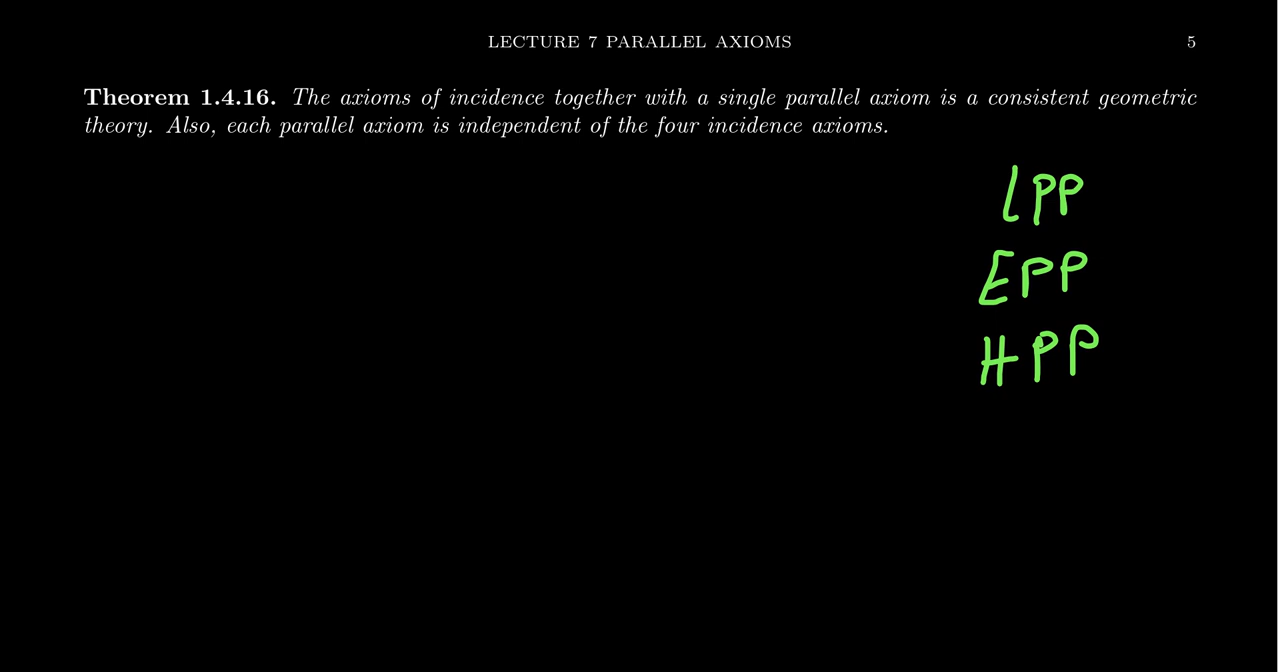 LECTURE 7 PARALLEL AXIOMS 5
Theorem 1.4.16. The axioms of incidence together with a single parallel axiom is a consistent geometric
theory. Also, each parallel axiom is independent of the four incidence axioms.
LPP
EPP
HPP